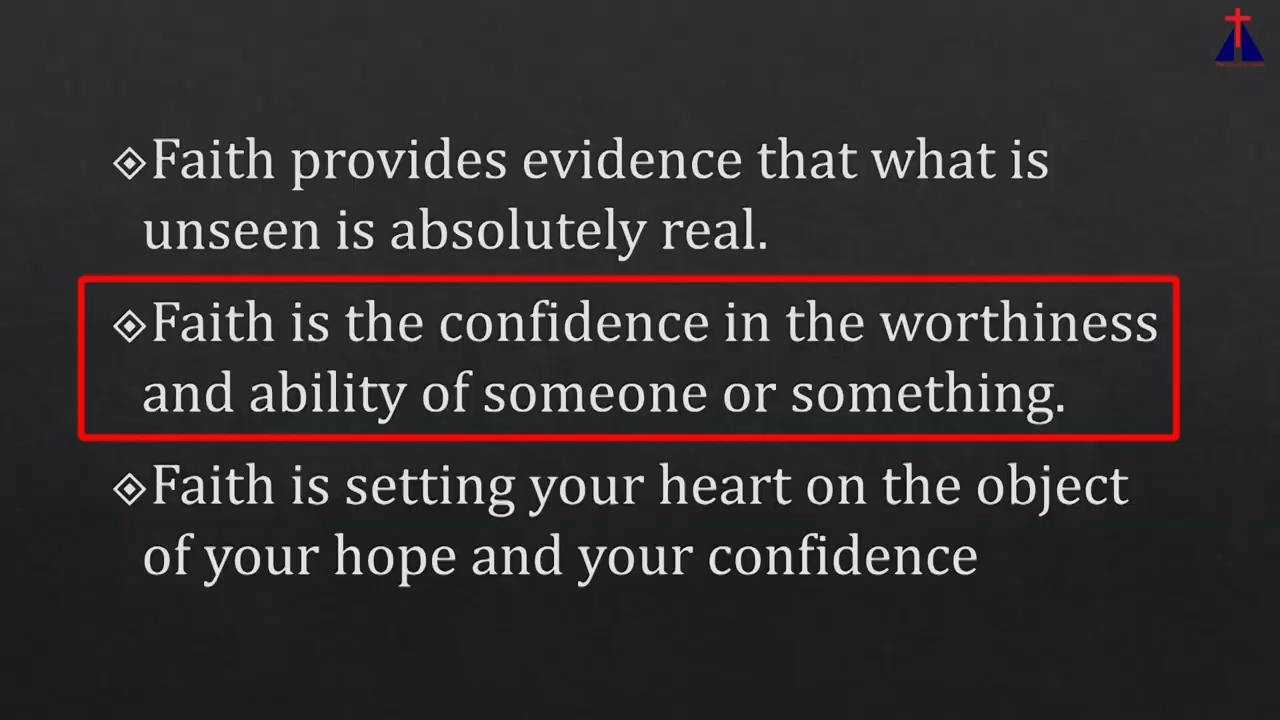 Faith provides evidence that what is
unseen is absolutely real.
Faith is the confidence in the worthiness
and ability of someone or something.
Faith is setting your heart on the object
of your hope and your confidence